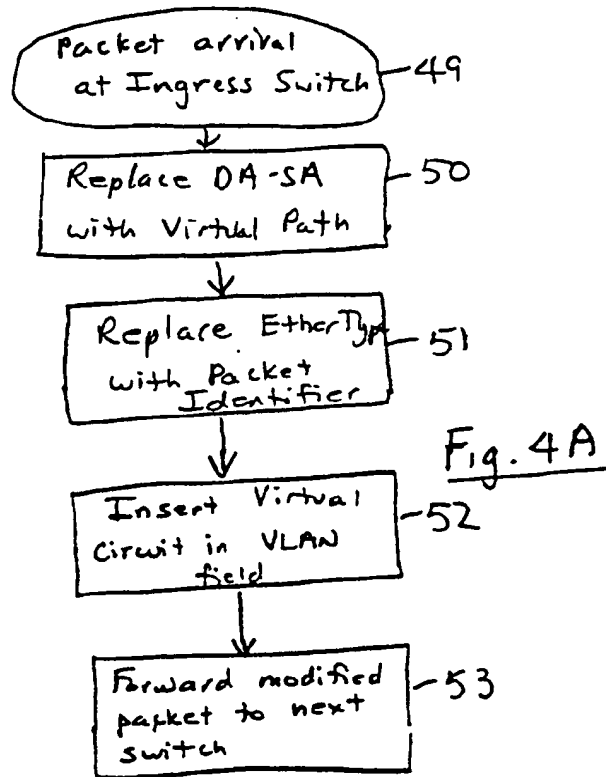 Packet arrival
at Ingress Switch
49
Replace DA-SA
with Virtual Path
50
Replace EtherType
with Packet
Identifier
51
Fig. 4A
Insert Virtual
Circuit in VLAN
field
52
Forward modified
packet to next
switch
53